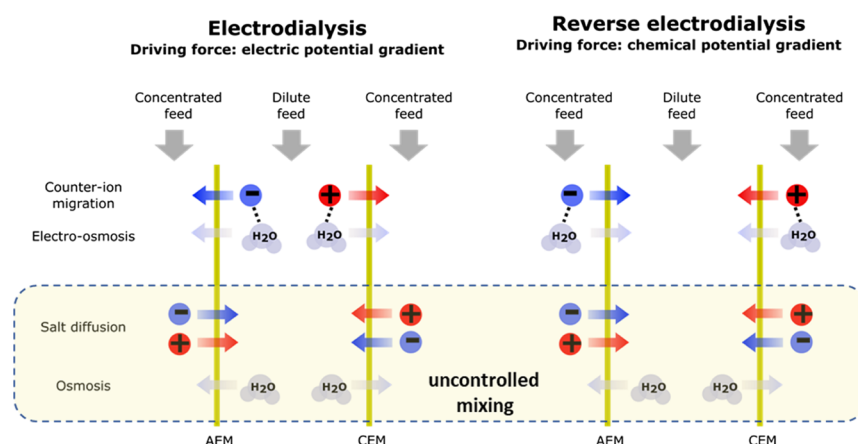 Electrodialysis
Driving force: electric potential gradient
Reverse electrodialysis
Driving force: chemical potential gradient
Concentrated
feed
Dilute
feed
Concentrated
feed
Concentrated
feed
Dilute
feed
Concentrated
feed
Counter-ion
migration
- + - +
Electro-osmosis
H2O H2O H2O H2O
Salt diffusion
- + - +
+ - + -
Osmosis
H2O H2O H2O H2O
uncontrolled
mixing
AEM CEM AEM CEM